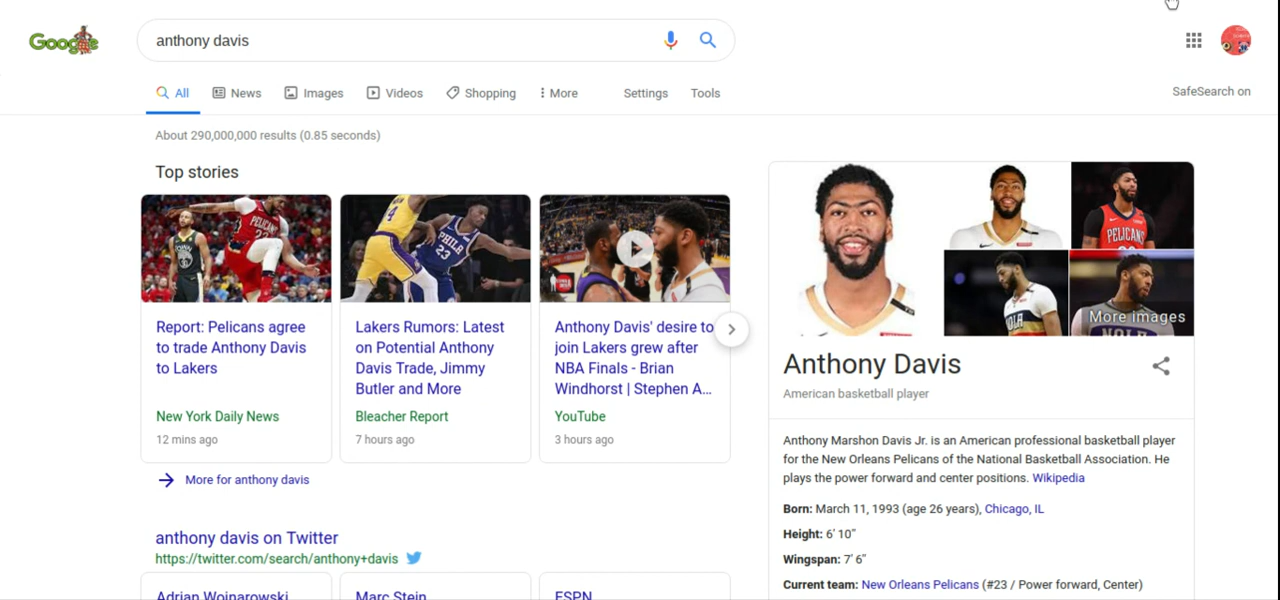 Google
anthony davis
All
News
Images
Videos
Shopping
More
Settings
Tools
SafeSearch on
About 290,000,000 results (0.85 seconds)
Top stories
PELICANS
PHILA
23
Report: Pelicans agree
to trade Anthony Davis
to Lakers
New York Daily News
12 mins ago
Lakers Rumors: Latest
on Potential Anthony
Davis Trade, Jimmy
Butler and More
Bleacher Report
7 hours ago
Anthony Davis' desire to
join Lakers grew after
NBA Finals - Brian
Windhorst | Stephen A...
YouTube
3 hours ago
More for anthony davis
anthony davis on Twitter
https://twitter.com/search/anthony+davis
Adrian Wojnarowski
Marc Stein
ESPN
PELICANS
NOLA
More images
Anthony Davis
American basketball player
Anthony Marshon Davis Jr. is an American professional basketball player
for the New Orleans Pelicans of the National Basketball Association. He
plays the power forward and center positions. Wikipedia
Born: March 11, 1993 (age 26 years), Chicago, IL
Height: 6′ 10″
Wingspan: 7′ 6″
Current team: New Orleans Pelicans (#23 / Power forward, Center)